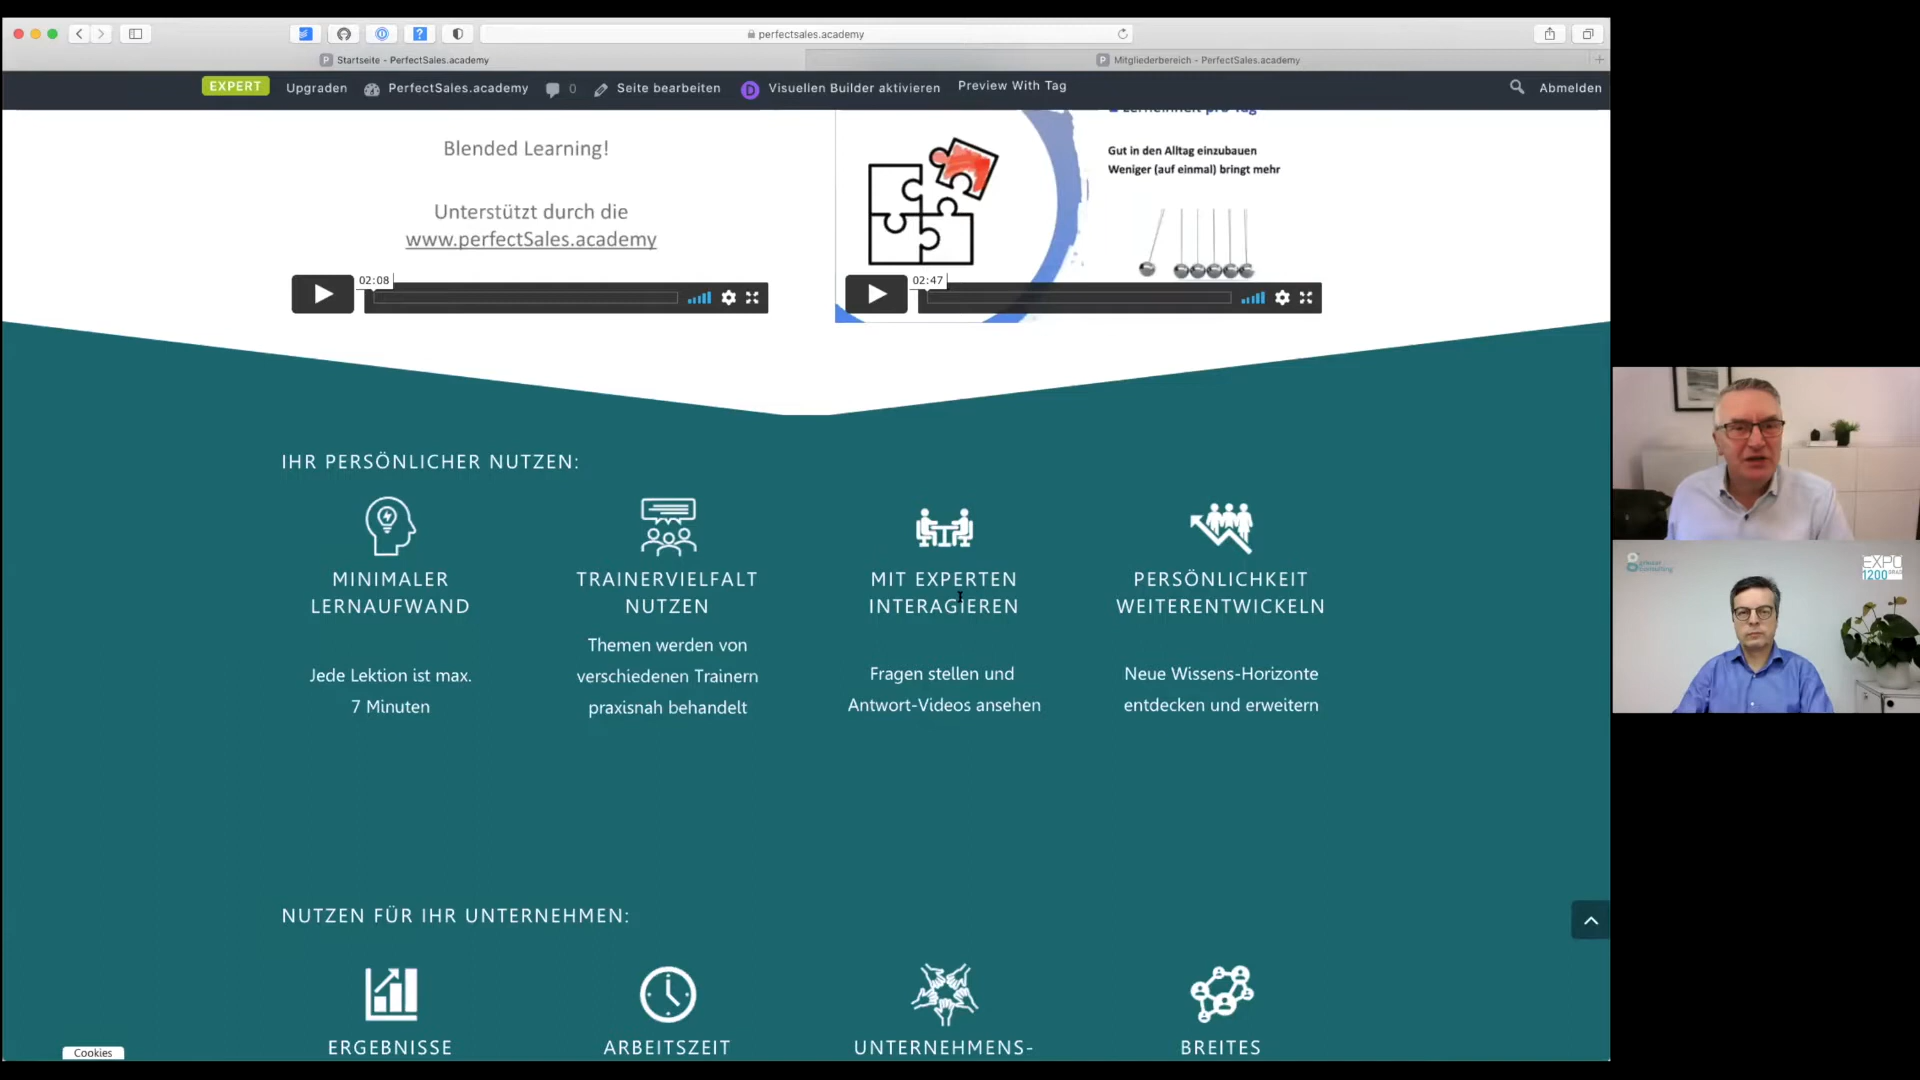 perfectsales.academy
Startseite - PerfectSales.academy
Mitgliederbereich - PerfectSales.academy
EXPERT Upgraden PerfectSales.academy 0 Seite bearbeiten Visuellen Builder aktivieren Preview With Tag Abmelden
Blended Learning!
Unterstützt durch die
www.perfectSales.academy
02:08
Lerneinheit pro Tag
Gut in den Alltag einzubauen
Weniger (auf einmal) bringt mehr
02:47
IHR PERSÖNLICHER NUTZEN:
MINIMALER
LERNAUFWAND
Jede Lektion ist max.
7 Minuten
TRAINERVIELFALT
NUTZEN
Themen werden von
verschiedenen Trainern
praxisnah behandelt
MIT EXPERTEN
INTERAGIEREN
Fragen stellen und
Antwort-Videos ansehen
PERSÖNLICHKEIT
WEITERENTWICKELN
Neue Wissens-Horizonte
entdecken und erweitern
NUTZEN FÜR IHR UNTERNEHMEN:
ERGEBNISSE
ARBEITSZEIT
UNTERNEHMENS-
BREITES
Cookies
EXPO
1200